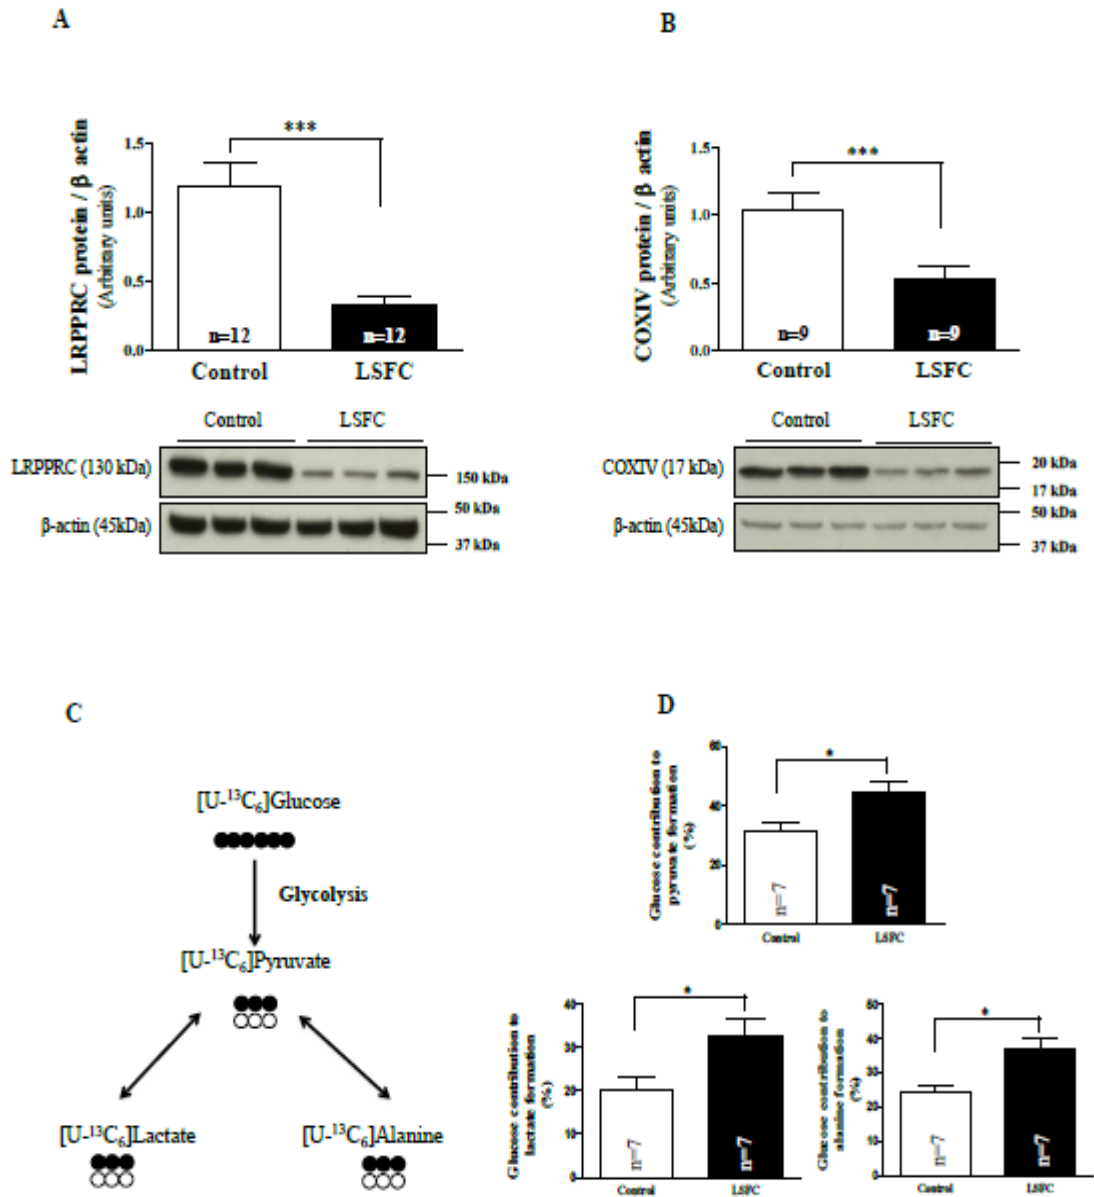 A
LRPPRC protein / β actin
(Arbitrary units)
1.5
1.0
0.5
0.0
***
n=12
n=12
Control
LSFC
Control
LSFC
LRPPRC (130 kDa)
150 kDa
β-actin (45kDa)
50 kDa
37 kDa
B
COXIV protein / β actin
(Arbitrary units)
1.5
1.0
0.5
0.0
***
n=9
n=9
Control
LSFC
Control
LSFC
COXIV (17 kDa)
20 kDa
17 kDa
β-actin (45kDa)
50 kDa
37 kDa
C
[U-¹³C₆]Glucose
Glycolysis
[U-¹³C₆]Pyruvate
[U-¹³C₆]Lactate
[U-¹³C₆]Alanine
D
Glucose contribution to
pyruvate formation
(%)
60
40
20
0
*
n=7
n=7
Control
LSFC
Glucose contribution to
lactate formation
(%)
40
30
20
10
0
*
n=7
n=7
Control
LSFC
Glucose contribution to
alanine formation
(%)
50
40
30
20
10
0
*
n=7
n=7
Control
LSFC